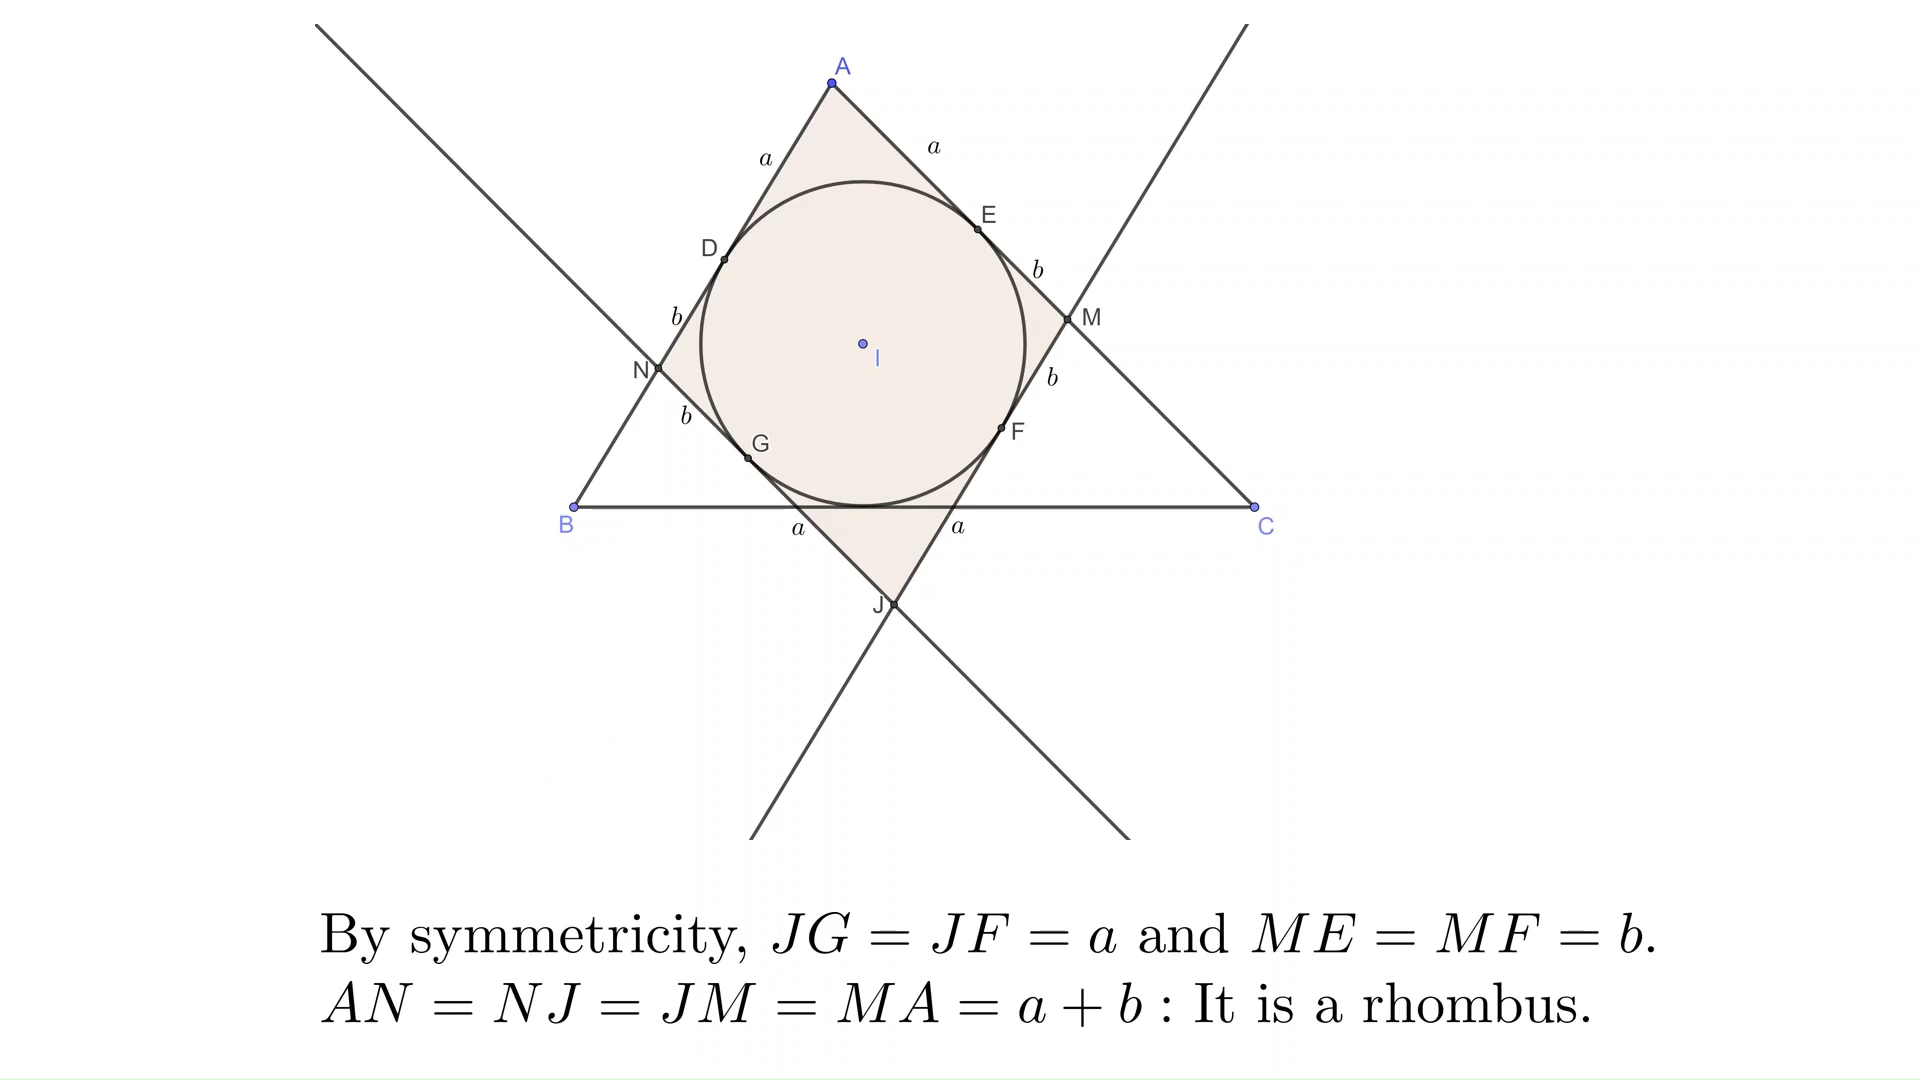 A
a
a
E
D
b
b
M
I
N
b
b
G
F
B
a
a
C
J
By symmetricity, JG = JF = a and ME = MF = b.
AN = NJ = JM = MA = a + b : It is a rhombus.